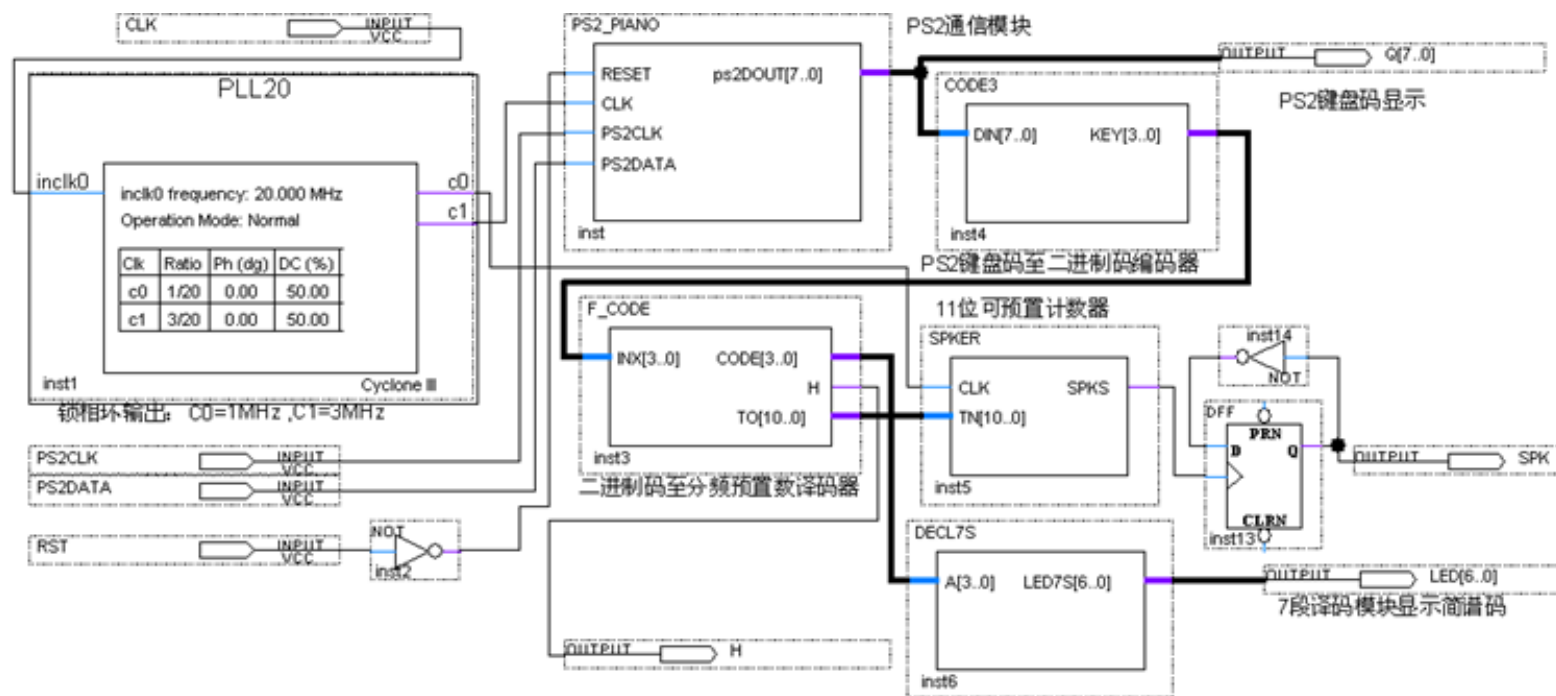 CLK
INPUT
VCC
PLL20
inclk0
inclk0 frequency: 20.000 MHz
Operation Mode: Normal
Clk Ratio Ph (dg) DC (%)
c0 1/20 0.00 50.00
c1 3/20 0.00 50.00
c0
c1
inst1
Cyclone III
锁相环输出：C0=1MHz ,C1=3MHz
PS2CLK
INPUT
VCC
PS2DATA
INPUT
VCC
RST
INPUT
VCC
NOT
inst2
PS2_PIANO
RESET
CLK
PS2CLK
PS2DATA
ps2DOUT[7..0]
inst
PS2通信模块
OUTPUT
Q[7..0]
PS2键盘码显示
CODE3
DIN[7..0]
KEY[3..0]
inst4
PS2键盘码至二进制码编码器
F_CODE
INX[3..0]
CODE[3..0]
H
TO[10..0]
inst3
二进制码至分频预置数译码器
11位可预置计数器
SPKER
CLK
SPKS
TN[10..0]
inst5
inst14
NOT
DFF
PRN
D
Q
CLRN
inst13
OUTPUT
SPK
DECL7S
A[3..0]
LED7S[6..0]
inst6
OUTPUT
LED[6..0]
7段译码模块显示简谱码
OUTPUT
H